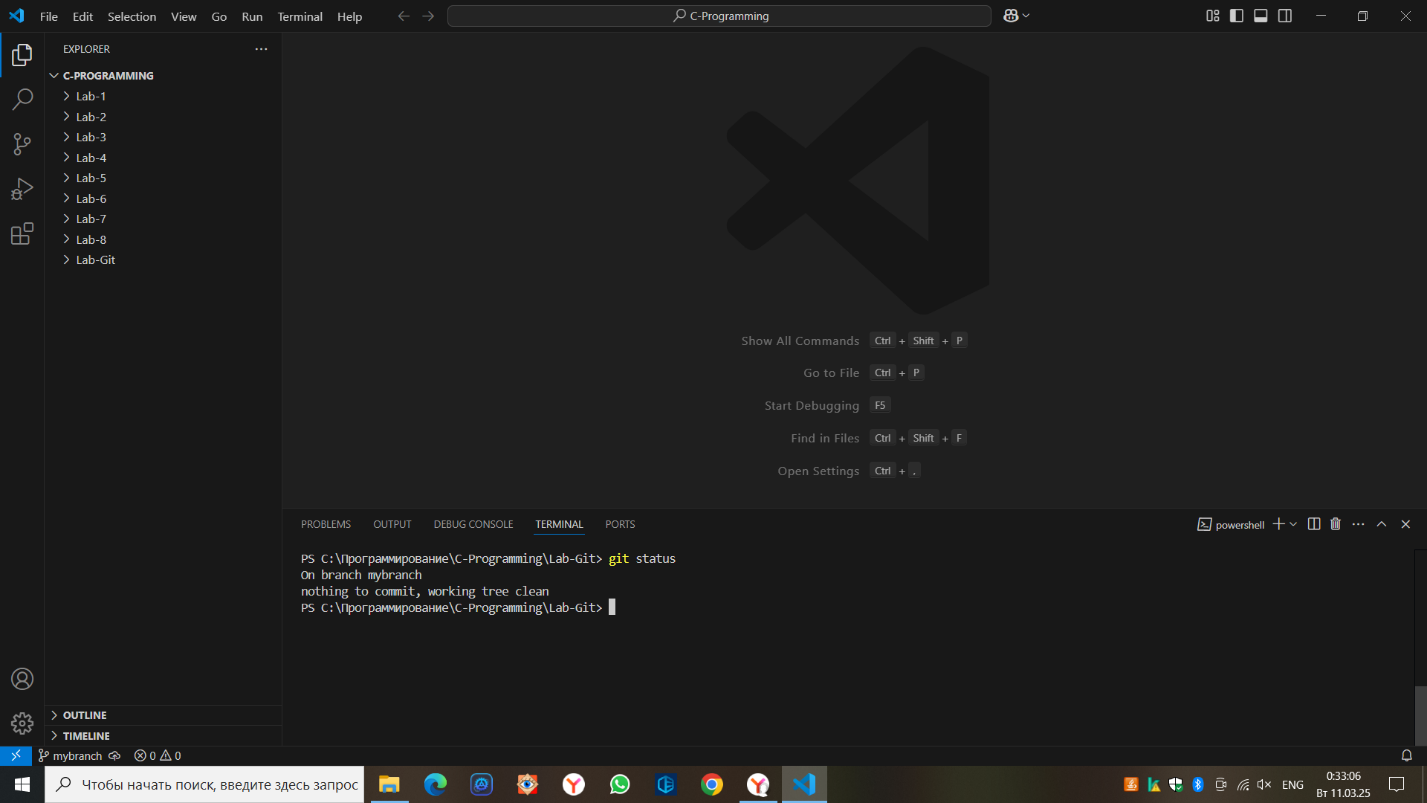 File Edit Selection View Go Run Terminal Help
C-Programming
EXPLORER
C-PROGRAMMING
Lab-1
Lab-2
Lab-3
Lab-4
Lab-5
Lab-6
Lab-7
Lab-8
Lab-Git
OUTLINE
TIMELINE
Show All Commands Ctrl + Shift + P
Go to File Ctrl + P
Start Debugging F5
Find in Files Ctrl + Shift + F
Open Settings Ctrl + .
PROBLEMS OUTPUT DEBUG CONSOLE TERMINAL PORTS
powershell
PS C:\Программирование\C-Programming\Lab-Git> git status
On branch mybranch
nothing to commit, working tree clean
PS C:\Программирование\C-Programming\Lab-Git>
mybranch 0 0
Чтобы начать поиск, введите здесь запрос
ENG
0:33:06
Вт 11.03.25